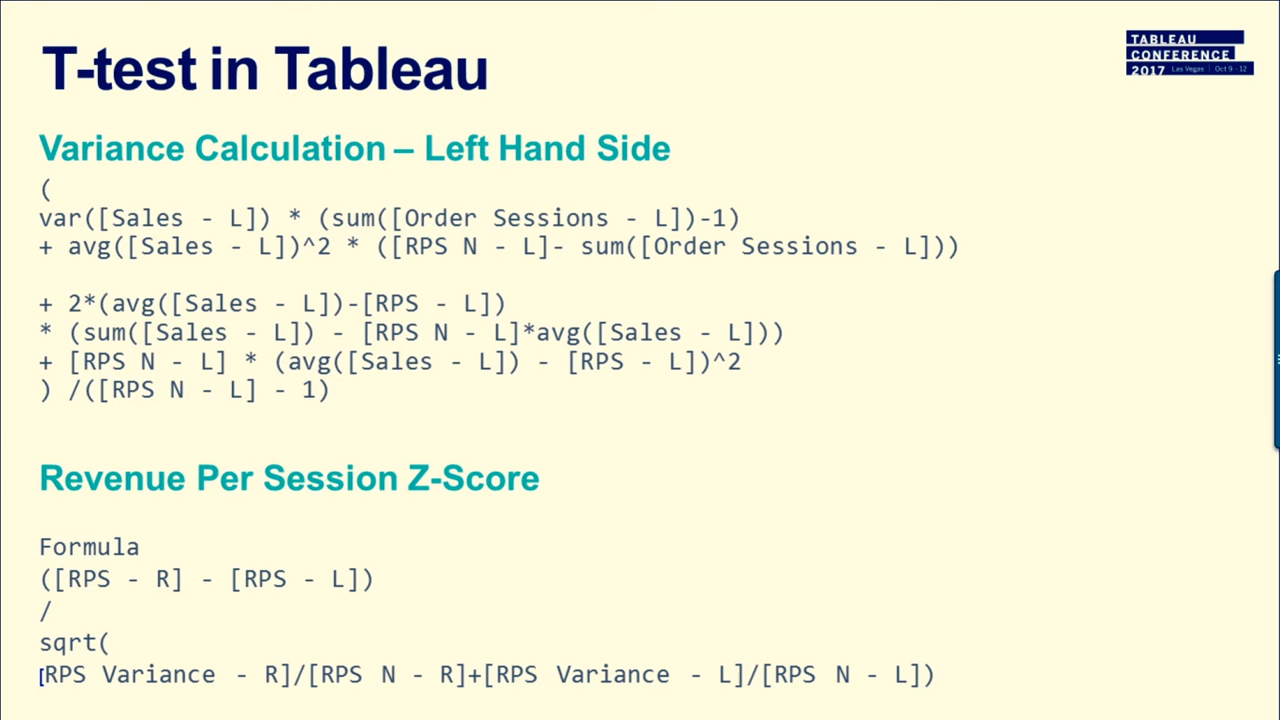 T-test in Tableau
TABLEAU
CONFERENCE
2017 Las Vegas | Oct 9 - 12
Variance Calculation – Left Hand Side
(
var([Sales - L]) * (sum([Order Sessions - L])-1)
+ avg([Sales - L])^2 * ([RPS N - L]- sum([Order Sessions - L]))
+ 2*(avg([Sales - L])-[RPS - L])
* (sum([Sales - L]) - [RPS N - L]*avg([Sales - L]))
+ [RPS N - L] * (avg([Sales - L]) - [RPS - L])^2
) /([RPS N - L] - 1)
Revenue Per Session Z-Score
Formula
([RPS - R] - [RPS - L])
/
sqrt(
[RPS Variance - R]/[RPS N - R]+[RPS Variance - L]/[RPS N - L])